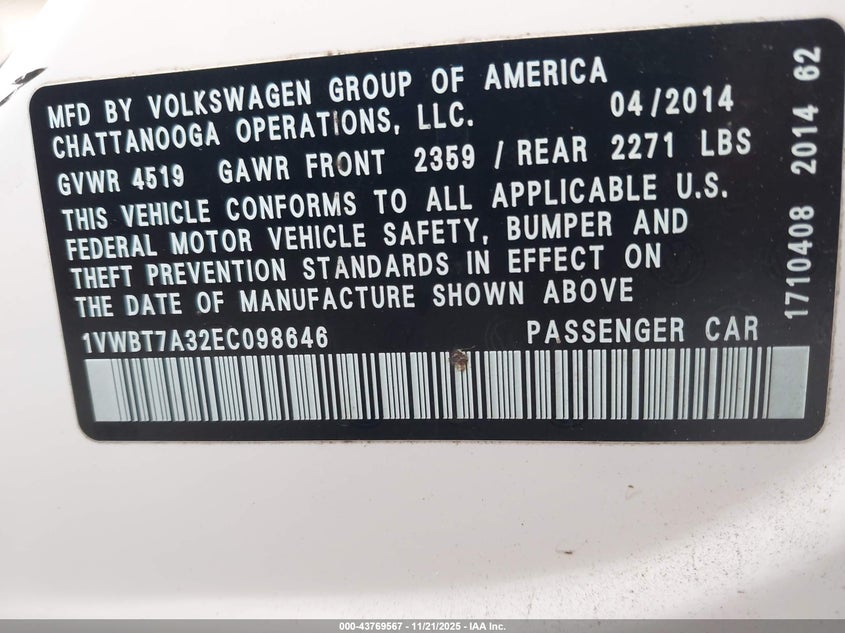 MFD BY VOLKSWAGEN GROUP OF AMERICA
CHATTANOOGA OPERATIONS, LLC. 04/2014
GVWR 4519 GAWR FRONT 2359 / REAR 2271 LBS
THIS VEHICLE CONFORMS TO ALL APPLICABLE U.S.
FEDERAL MOTOR VEHICLE SAFETY, BUMPER AND
THEFT PREVENTION STANDARDS IN EFFECT ON
THE DATE OF MANUFACTURE SHOWN ABOVE
1VWBT7A32EC098646 PASSENGER CAR
1710408 2014 62
000-43769567 - 11/21/2025 - IAA Inc.